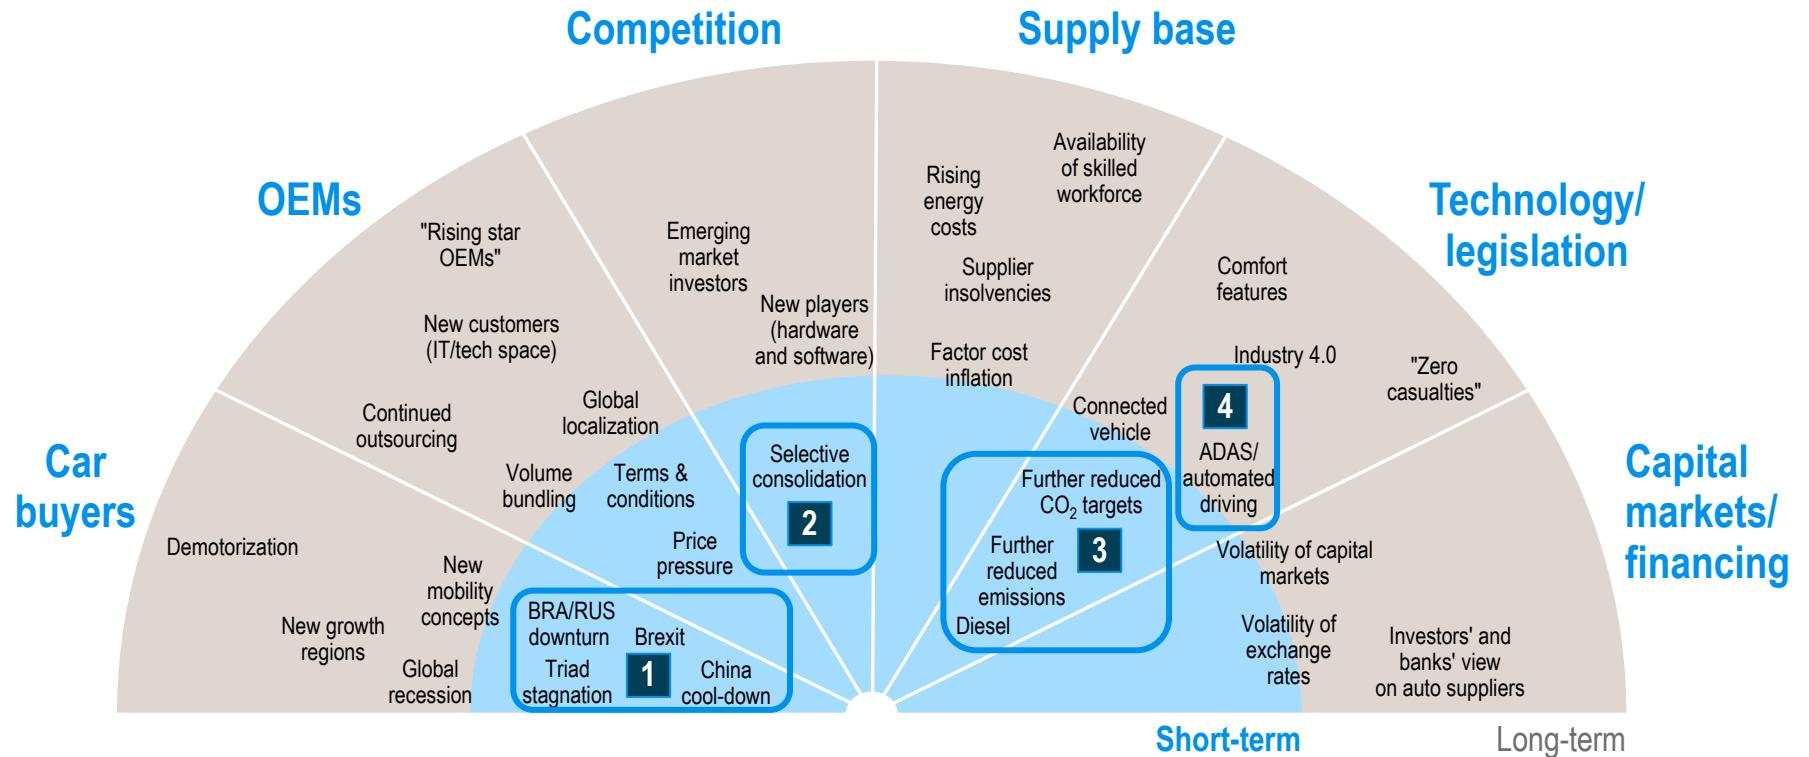 Competition
Supply base
OEMs
Technology/
legislation
Car
buyers
Capital
markets/
financing
Demotorization
New growth
regions
Global
recession
New
mobility
concepts
BRA/RUS
downturn
Brexit
Triad
stagnation
1
China
cool-down
"Rising star
OEMs"
New customers
(IT/tech space)
Continued
outsourcing
Global
localization
Volume
bundling
Terms &
conditions
Price
pressure
Emerging
market
investors
New players
(hardware
and software)
Selective
consolidation
2
Availability
of skilled
workforce
Rising
energy
costs
Supplier
insolvencies
Factor cost
inflation
Comfort
features
Industry 4.0
"Zero
casualties"
Connected
vehicle
4
ADAS/
automated
driving
Further reduced
CO2 targets
3
Further
reduced
emissions
Diesel
Volatility of capital
markets
Volatility of
exchange
rates
Investors' and
banks' view
on auto suppliers
Short-term
Long-term